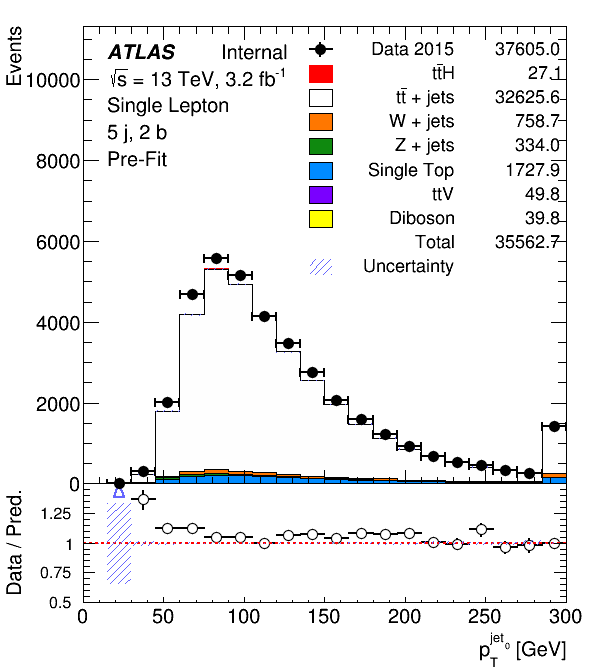 Events
10000
8000
6000
4000
2000
0
ATLAS Internal
√s = 13 TeV, 3.2 fb⁻¹
Single Lepton
5 j, 2 b
Pre-Fit
Data 2015 37605.0
tt̄H 27.1
tt̄ + jets 32625.6
W + jets 758.7
Z + jets 334.0
Single Top 1727.9
ttV 49.8
Diboson 39.8
Total 35562.7
Uncertainty
Data / Pred.
1.25
1
0.75
0.5
0 50 100 150 200 250 300
p_T^{jet_0} [GeV]